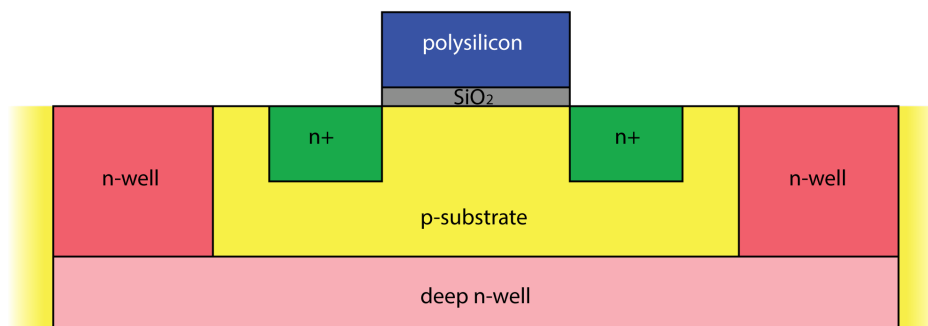 polysilicon
SiO₂
n+
n+
n-well
n-well
p-substrate
deep n-well